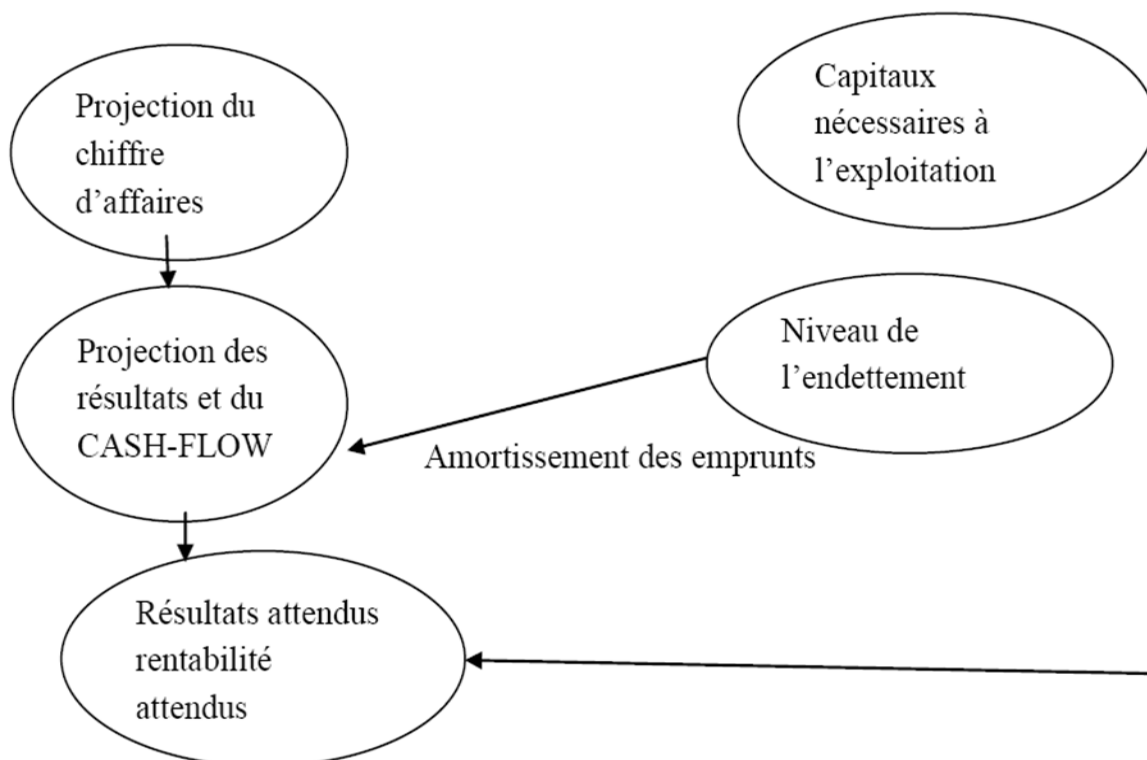 Projection du
chiffre
d’affaires
Capitaux
nécessaires à
l’exploitation
Projection des
résultats et du
CASH-FLOW
Niveau de
l’endettement
Amortissement des emprunts
Résultats attendus
rentabilité
attendus